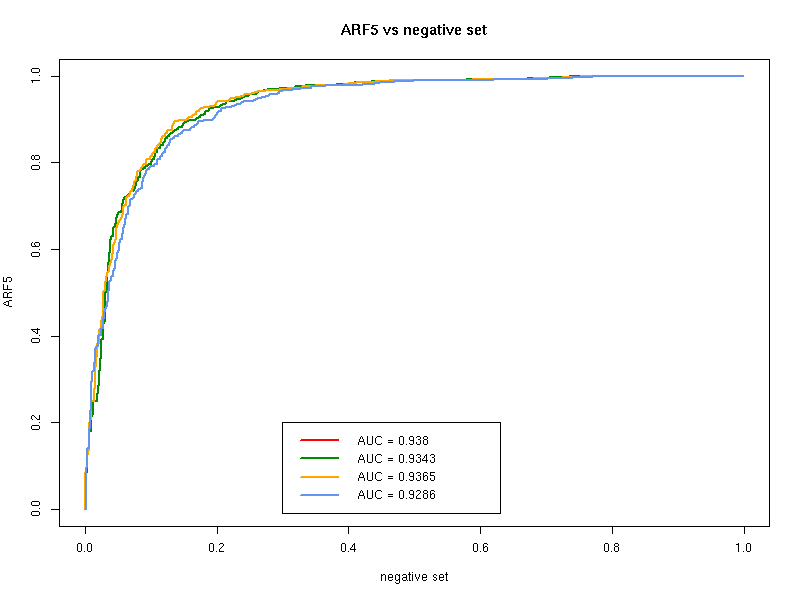 ARF5 vs negative set
1.0
0.8
0.6
0.4
0.2
0.0
ARF5
AUC = 0.938
AUC = 0.9343
AUC = 0.9365
AUC = 0.9286
0.0 0.2 0.4 0.6 0.8 1.0
negative set